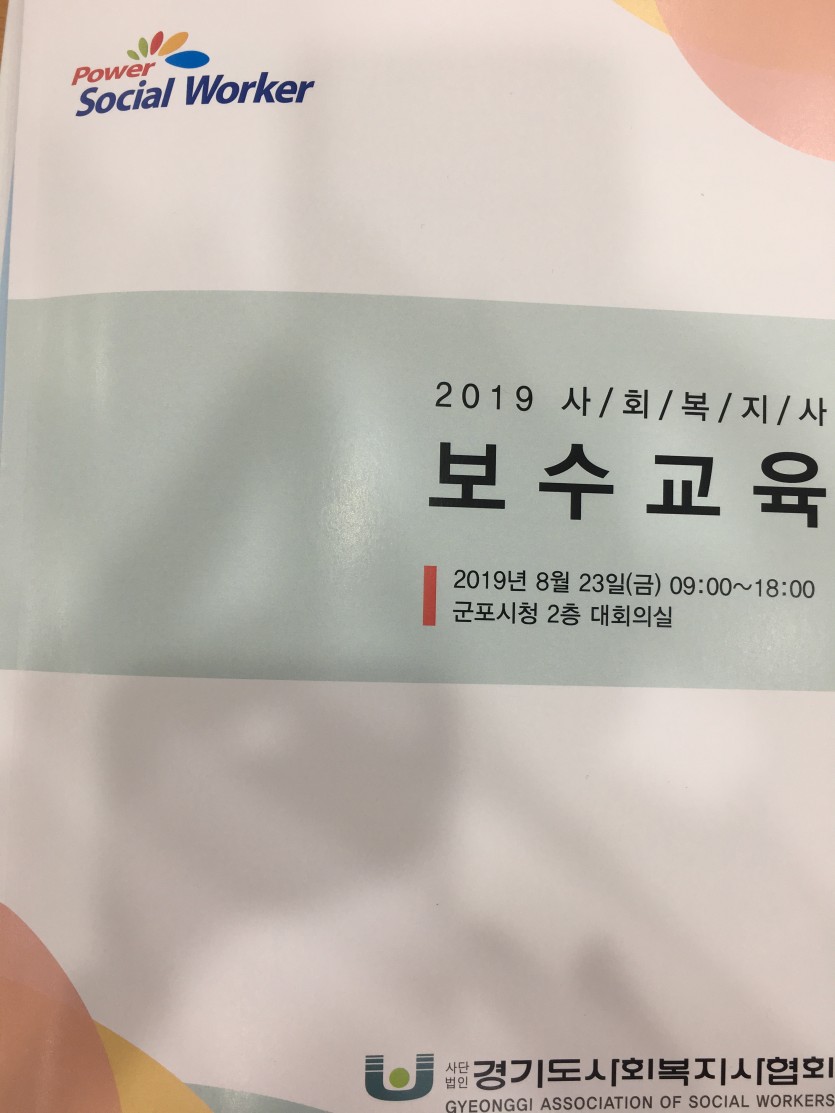 Power
Social Worker
2019 사/회/복/지/사
보수교육
2019년 8월 23일(금) 09:00~18:00
군포시청 2층 대회의실
사단
법인
경기도사회복지사협회
GYEONGGI ASSOCIATION OF SOCIAL WORKERS